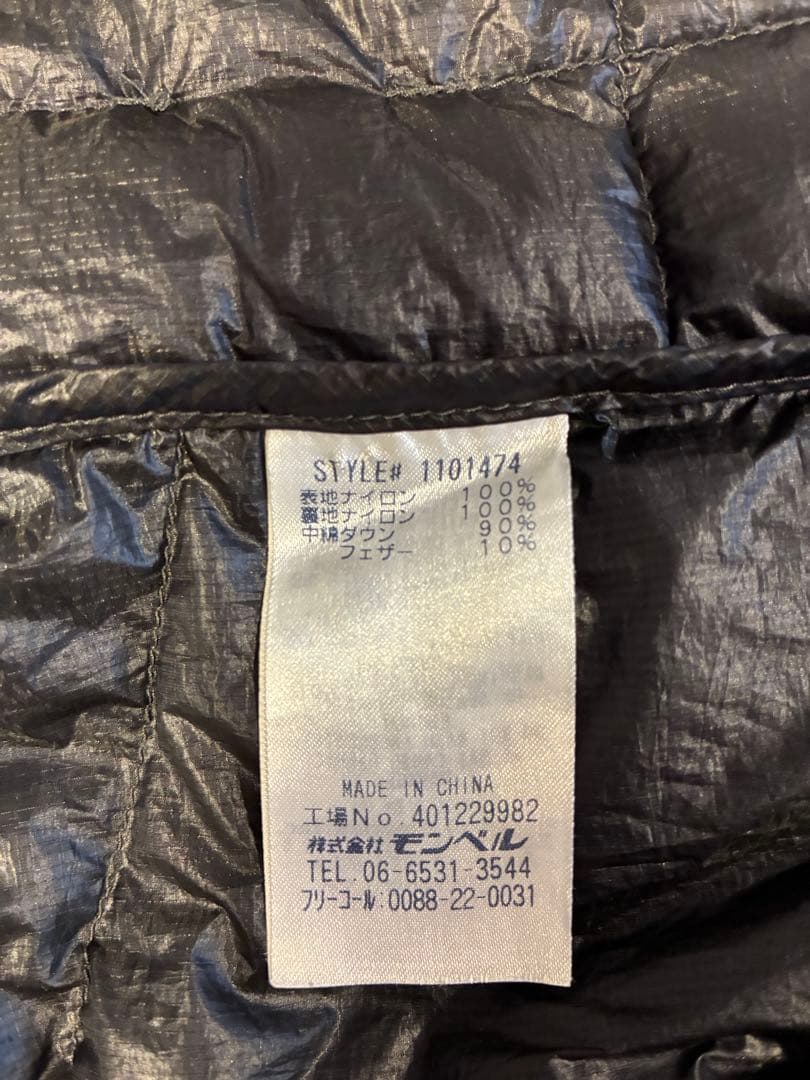 STYLE# 1101474
表地ナイロン 100%
裏地ナイロン 100%
中綿ダウン 90%
フェザー 10%
MADE IN CHINA
工場No.401229982
株式会社 モンベル
TEL.06-6531-3544
フリーコール:0088-22-0031